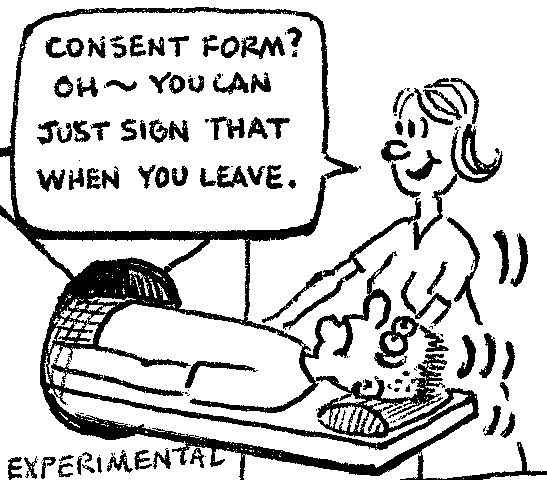 CONSENT FORM?
OH~ YOU CAN
JUST SIGN THAT
WHEN YOU LEAVE.
EXPERIMENTAL